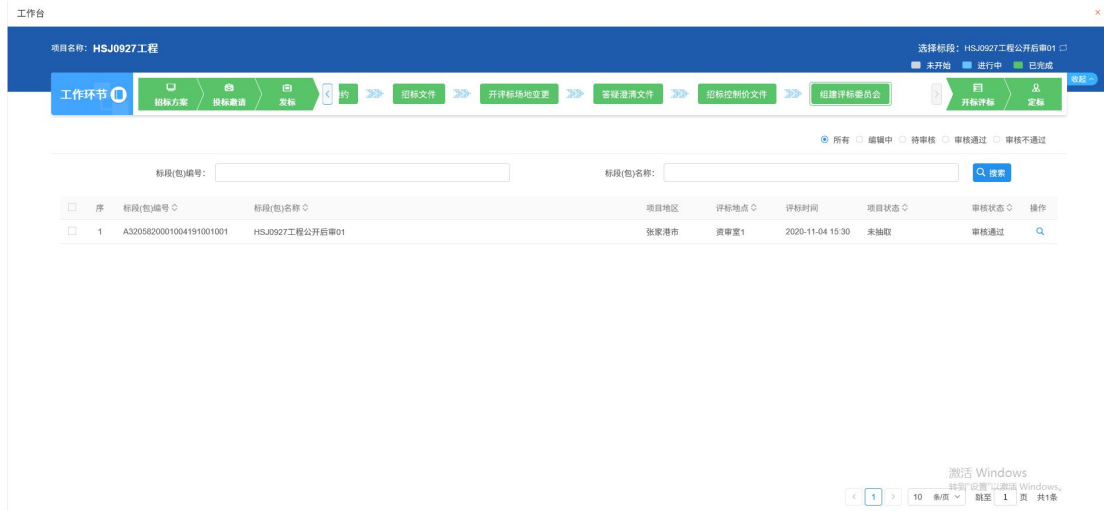 工作台
项目名称：HSJ0927工程
选择标段：HSJ0927工程公开后审01
未开始 进行中 已完成
收起
工作环节
招标方案 投标邀请 发标 约 招标文件 开评标场地变更 答疑澄清文件 招标控制价文件 组建评标委员会 开标评标 定标
所有 编辑中 待审核 审核通过 审核不通过
标段(包)编号： 标段(包)名称： 搜索
序 标段(包)编号 标段(包)名称 项目地区 评标地点 评标时间 项目状态 审核状态 操作
1 A3205820001004191001001 HSJ0927工程公开后审01 张家港市 资审室1 2020-11-04 15:30 未抽取 审核通过
激活 Windows
转到"设置"以激活 Windows。
1 10 条/页 跳至 1 页 共1条